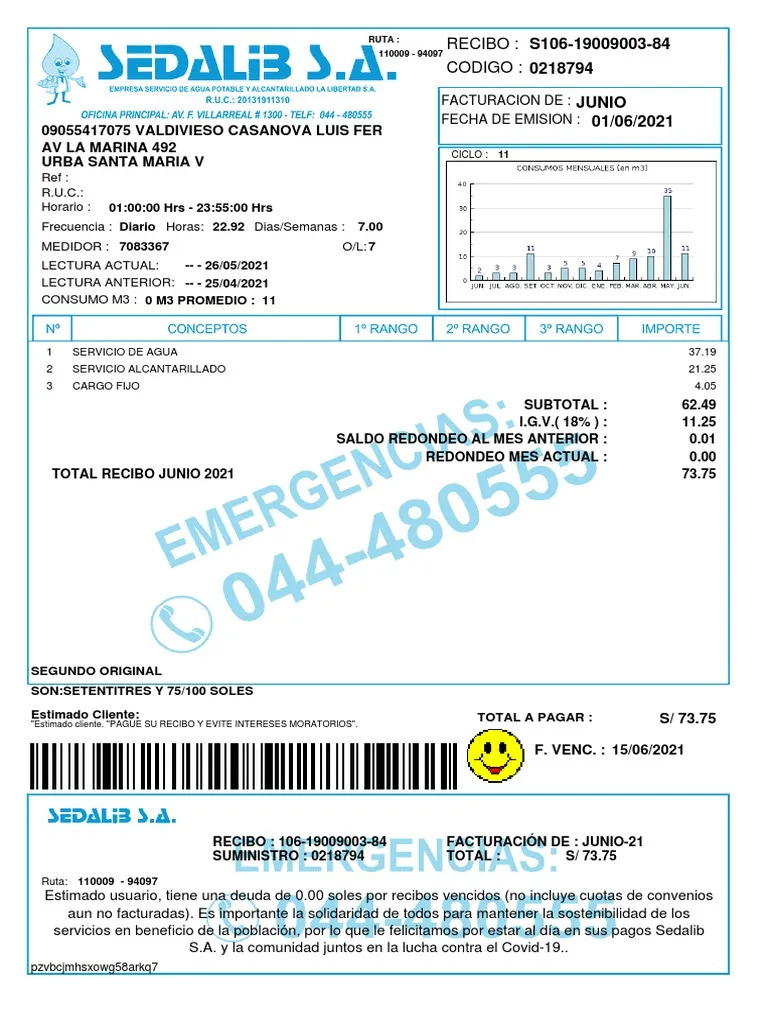 SEDALIB S.A.
EMPRESA SERVICIO DE AGUA POTABLE Y ALCANTARILLADO LA LIBERTAD S.A.
R.U.C.: 20131911310
OFICINA PRINCIPAL: AV. F. VILLARREAL # 1300 - TELF: 044 - 480555
RUTA :
110009 - 94097
RECIBO : S106-19009003-84
CODIGO : 0218794
FACTURACION DE : JUNIO
FECHA DE EMISION : 01/06/2021
09055417075 VALDIVIESO CASANOVA LUIS FER
AV LA MARINA 492
URBA SANTA MARIA V
Ref :
R.U.C.:
Horario : 01:00:00 Hrs - 23:55:00 Hrs
Frecuencia : Diario Horas: 22.92 Dias/Semanas : 7.00
MEDIDOR : 7083367 O/L: 7
LECTURA ACTUAL: -- - 26/05/2021
LECTURA ANTERIOR: -- - 25/04/2021
CONSUMO M3 : 0 M3 PROMEDIO : 11
CICLO : 11
CONSUMOS MENSUALES (en m3)
40
30
20
10
0
2 3 3 11 3 5 5 4 7 9 10 35 11
JUN. JUL. AGO. SET. OCT. NOV. DIC. ENE. FEB. MAR. ABR. MAY. JUN.
Nº CONCEPTOS 1º RANGO 2º RANGO 3º RANGO IMPORTE
1 SERVICIO DE AGUA 37.19
2 SERVICIO ALCANTARILLADO 21.25
3 CARGO FIJO 4.05
SUBTOTAL : 62.49
I.G.V.( 18% ) : 11.25
SALDO REDONDEO AL MES ANTERIOR : 0.01
REDONDEO MES ACTUAL : 0.00
TOTAL RECIBO JUNIO 2021 73.75
EMERGENCIAS:
044-480555
SEGUNDO ORIGINAL
SON:SETENTITRES Y 75/100 SOLES
Estimado Cliente:
"Estimado cliente. "PAGUE SU RECIBO Y EVITE INTERESES MORATORIOS".
TOTAL A PAGAR : S/ 73.75
F. VENC. : 15/06/2021
SEDALIB S.A.
RECIBO : 106-19009003-84 FACTURACIÓN DE : JUNIO-21
SUMINISTRO : 0218794 TOTAL : S/ 73.75
EMERGENCIAS:
044-480555
Ruta: 110009 - 94097
Estimado usuario, tiene una deuda de 0.00 soles por recibos vencidos (no incluye cuotas de convenios
aun no facturadas). Es importante la solidaridad de todos para mantener la sostenibilidad de los
servicios en beneficio de la población, por lo que le felicitamos por estar al día en sus pagos Sedalib
S.A. y la comunidad juntos en la lucha contra el Covid-19..
pzvbcjmhsxowg58arkq7